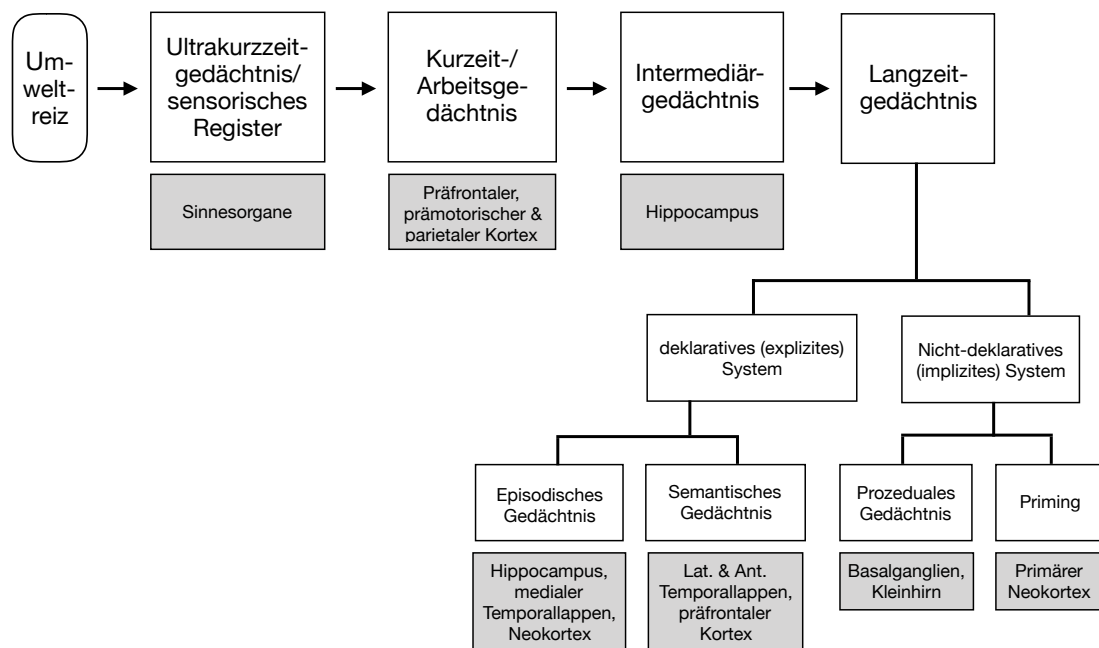 Um-
welt-
reiz
Ultrakurzzeit-
gedächtnis/
sensorisches
Register
Kurzeit-/
Arbeitsge-
dächtnis
Intermediär-
gedächtnis
Langzeit-
gedächtnis
Sinnesorgane
Präfrontaler,
prämotorischer &
parietaler Kortex
Hippocampus
deklaratives (explizites)
System
Nicht-deklaratives
(implizites) System
Episodisches
Gedächtnis
Semantisches
Gedächtnis
Prozeduales
Gedächtnis
Priming
Hippocampus,
medialer
Temporallappen,
Neokortex
Lat. & Ant.
Temporallappen,
präfrontaler
Kortex
Basalganglien,
Kleinhirn
Primärer
Neokortex